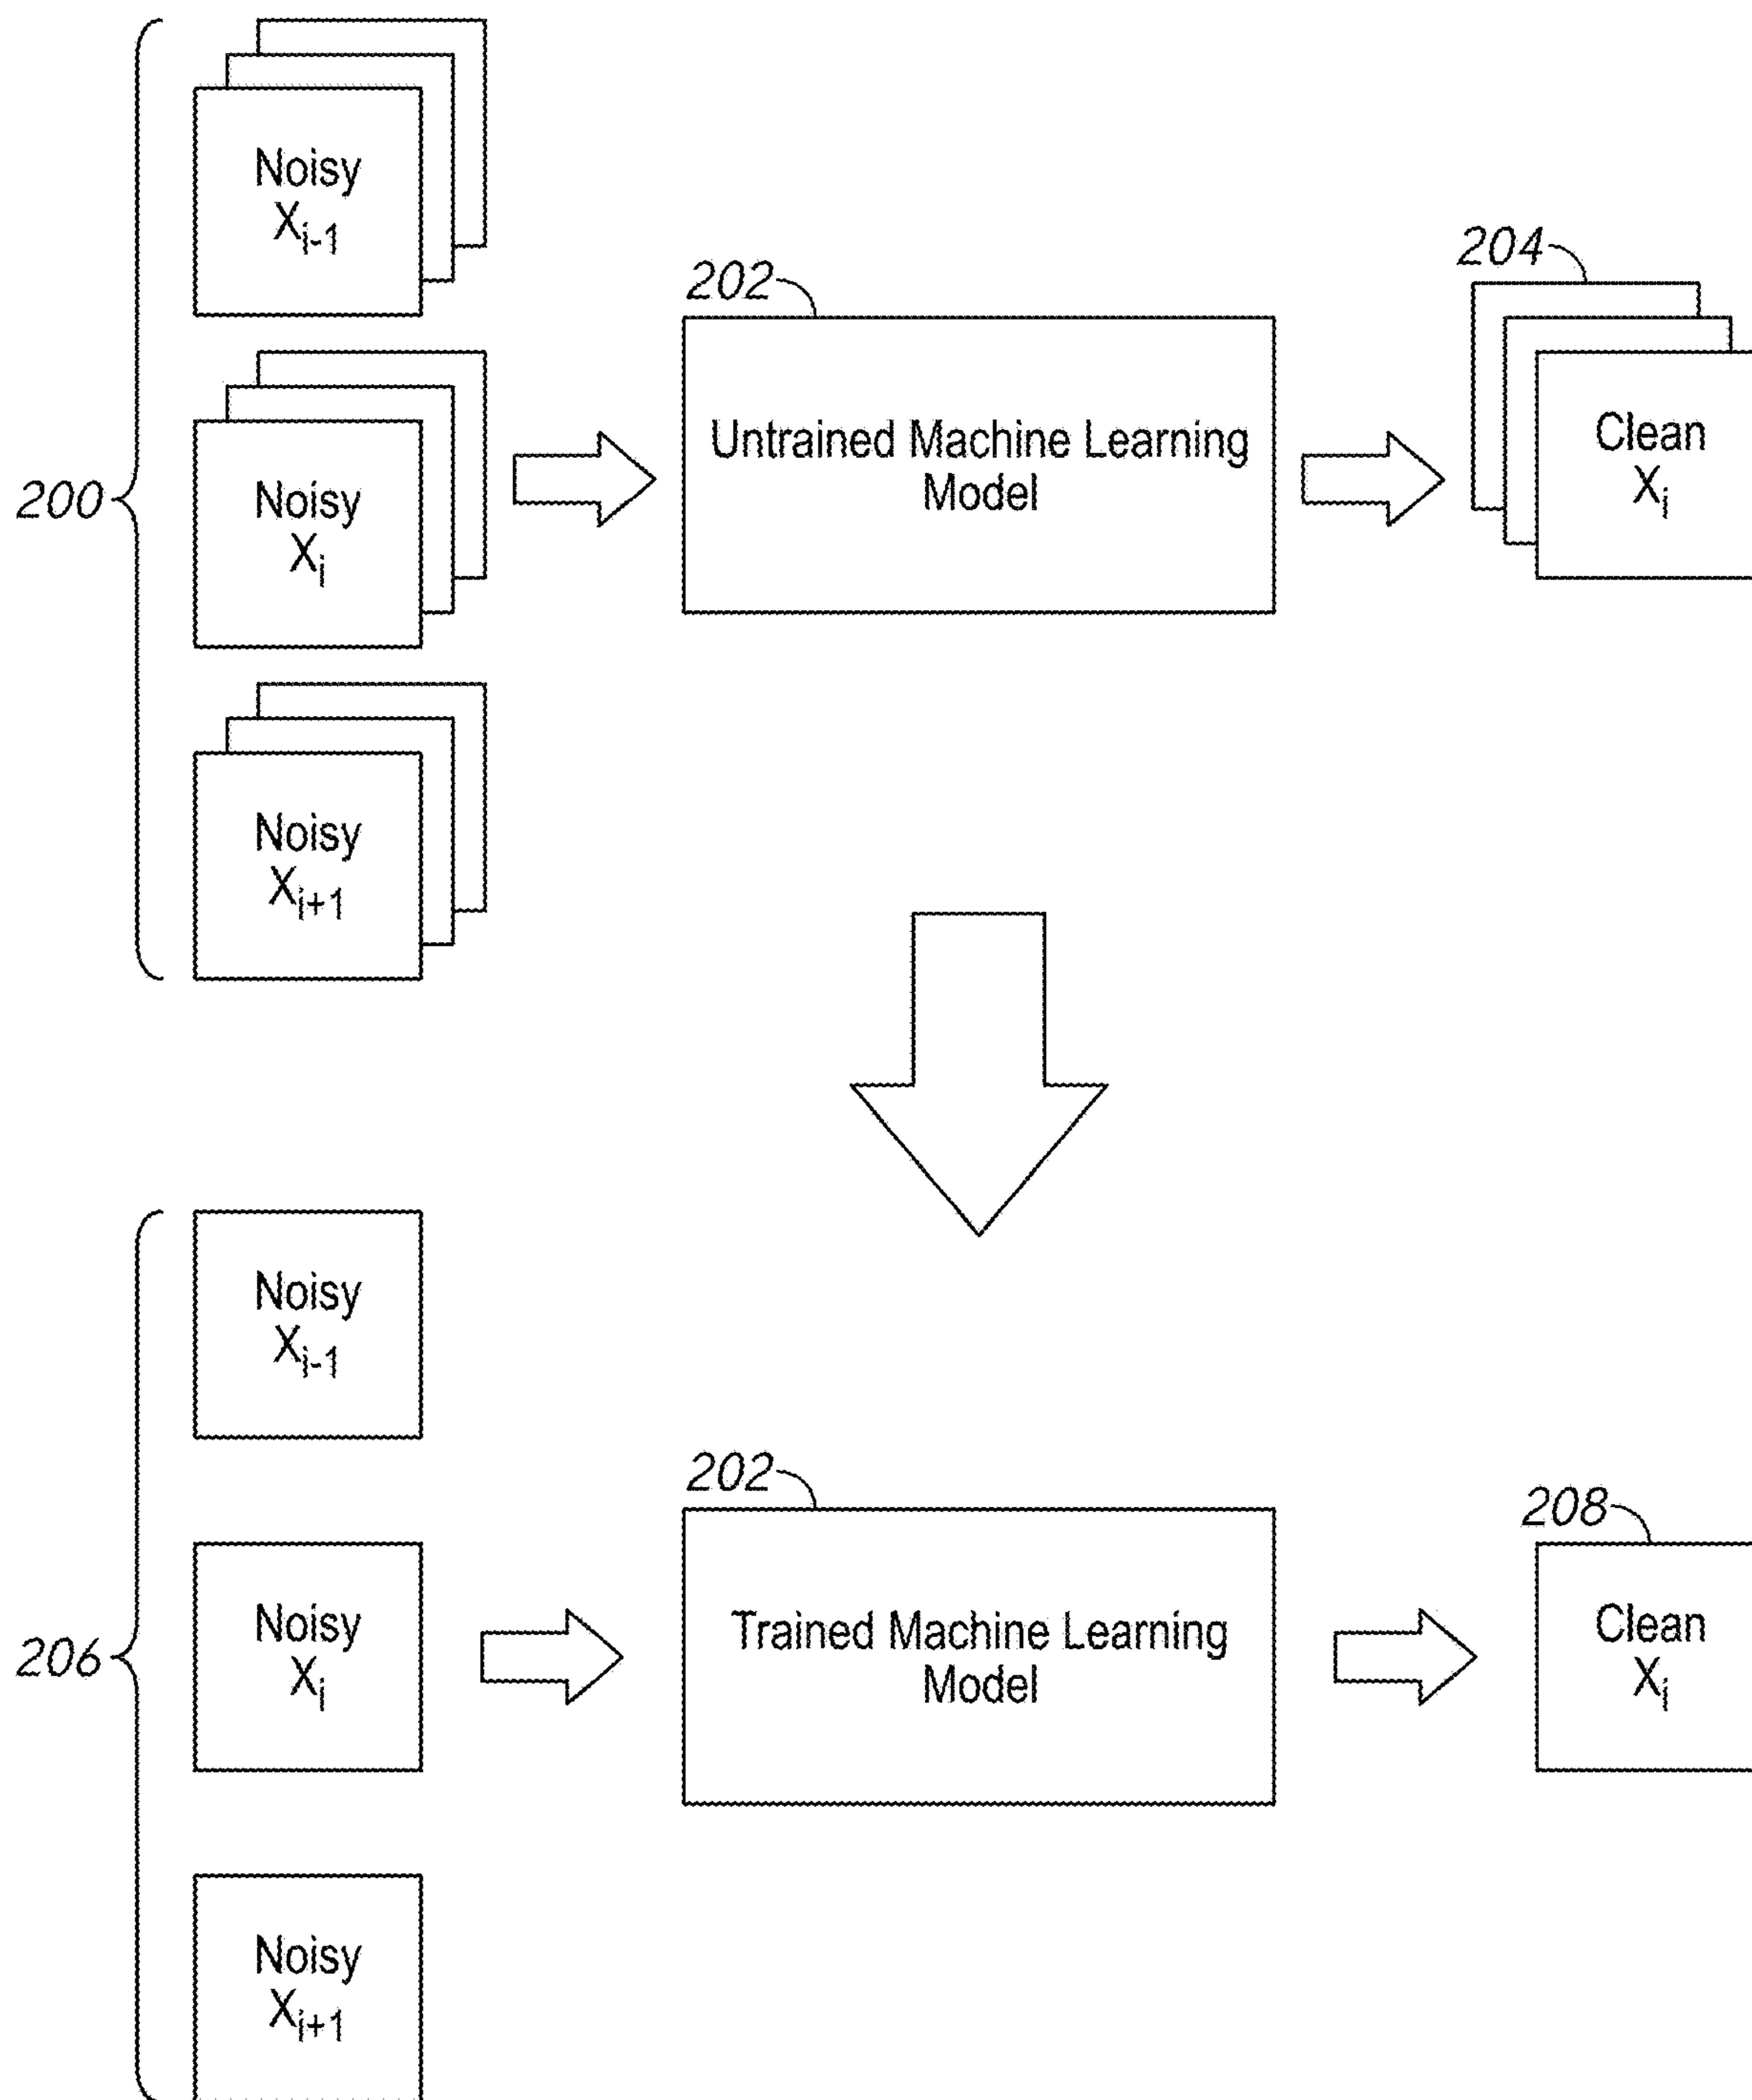 200
Noisy
Xi-1
Noisy
Xi
Noisy
Xi+1
202
Untrained Machine Learning
Model
204
Clean
Xi
206
Noisy
Xi-1
Noisy
Xi
Noisy
Xi+1
202
Trained Machine Learning
Model
208
Clean
Xi